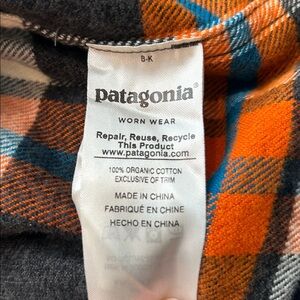 B-K
patagonia®
WORN WEAR
Repair, Reuse, Recycle
This Product
www.patagonia.com
100% ORGANIC COTTON
EXCLUSIVE OF TRIM
MADE IN CHINA
FABRIQUÉ EN CHINE
HECHO EN CHINA